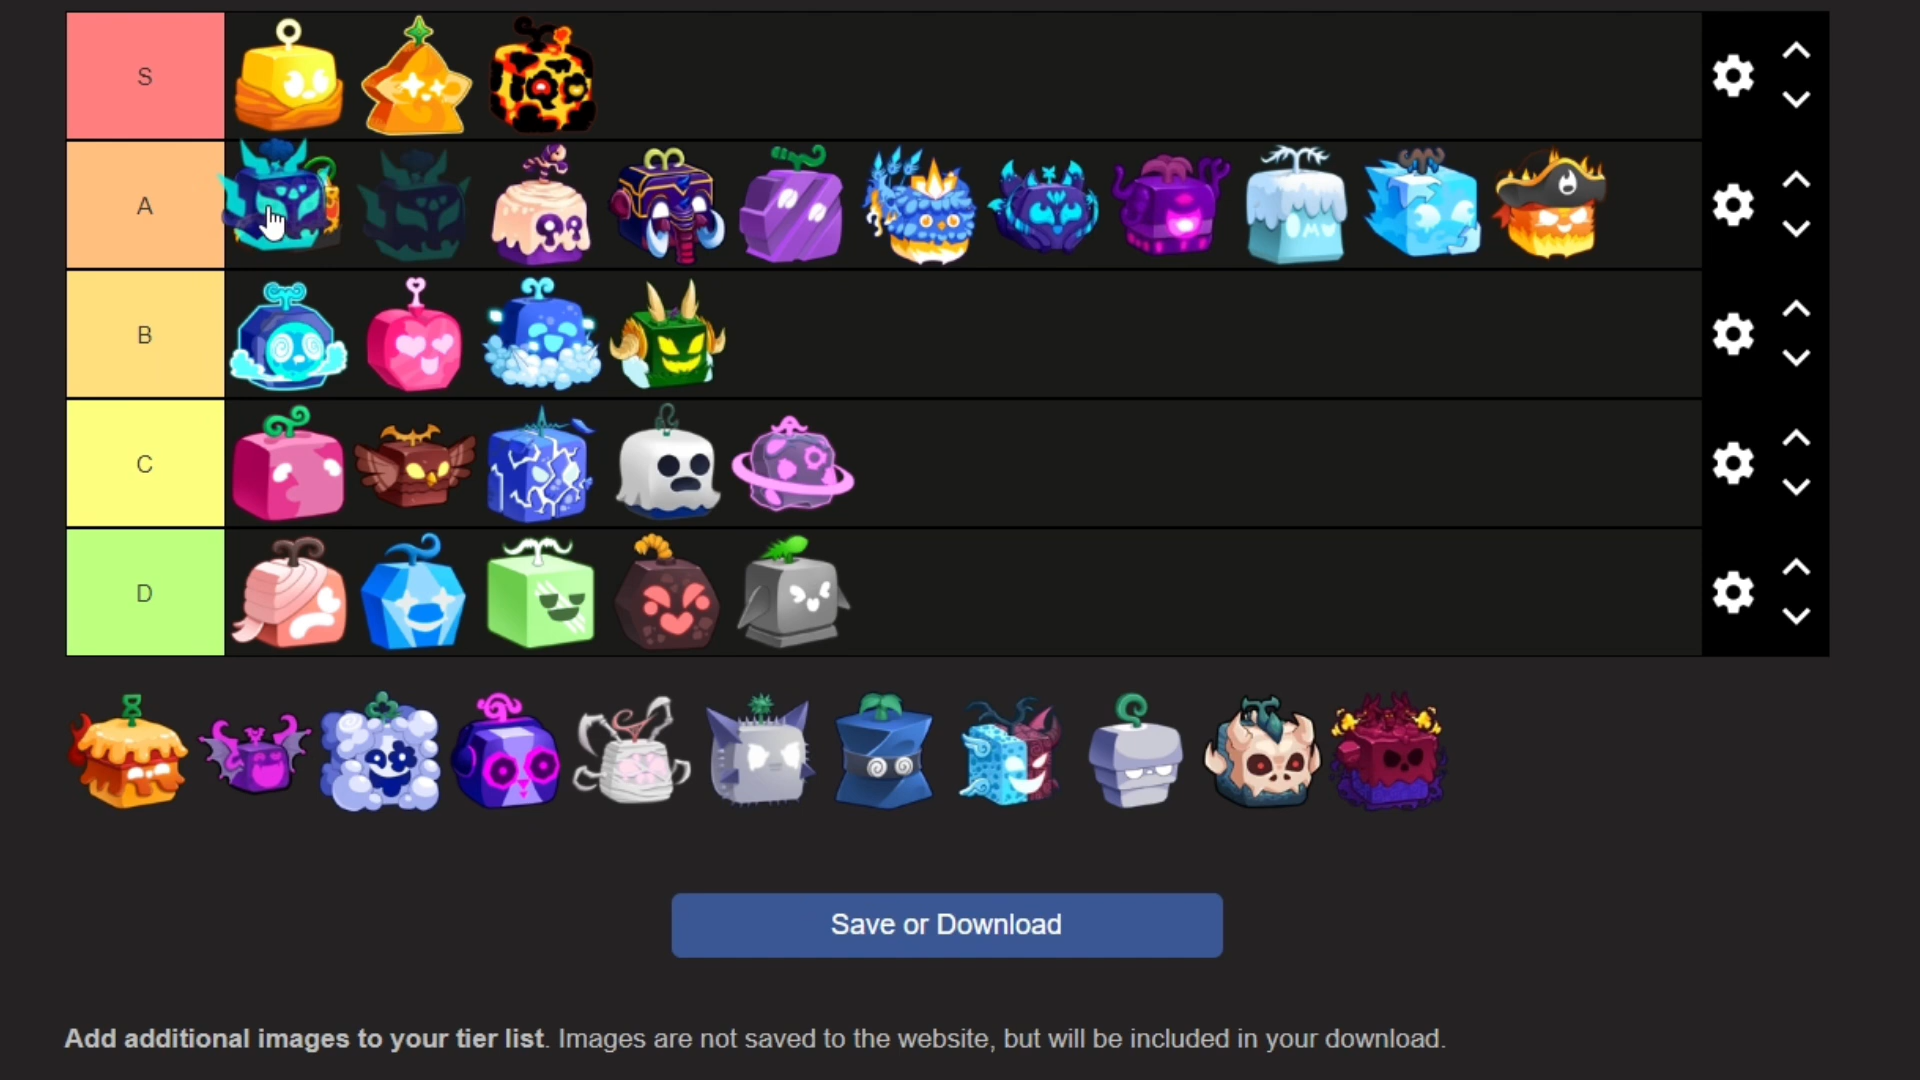 S
A
B
C
D
Save or Download
Add additional images to your tier list. Images are not saved to the website, but will be included in your download.